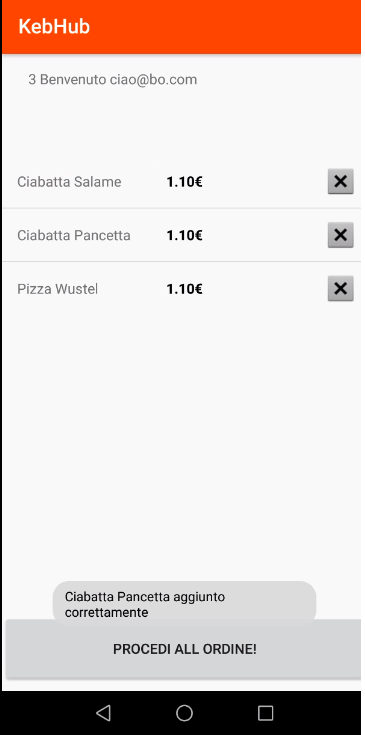 KebHub
3 Benvenuto ciao@bo.com
Ciabatta Salame 1.10€
Ciabatta Pancetta 1.10€
Pizza Wustel 1.10€
Ciabatta Pancetta aggiunto
correttamente
PROCEDI ALL ORDINE!